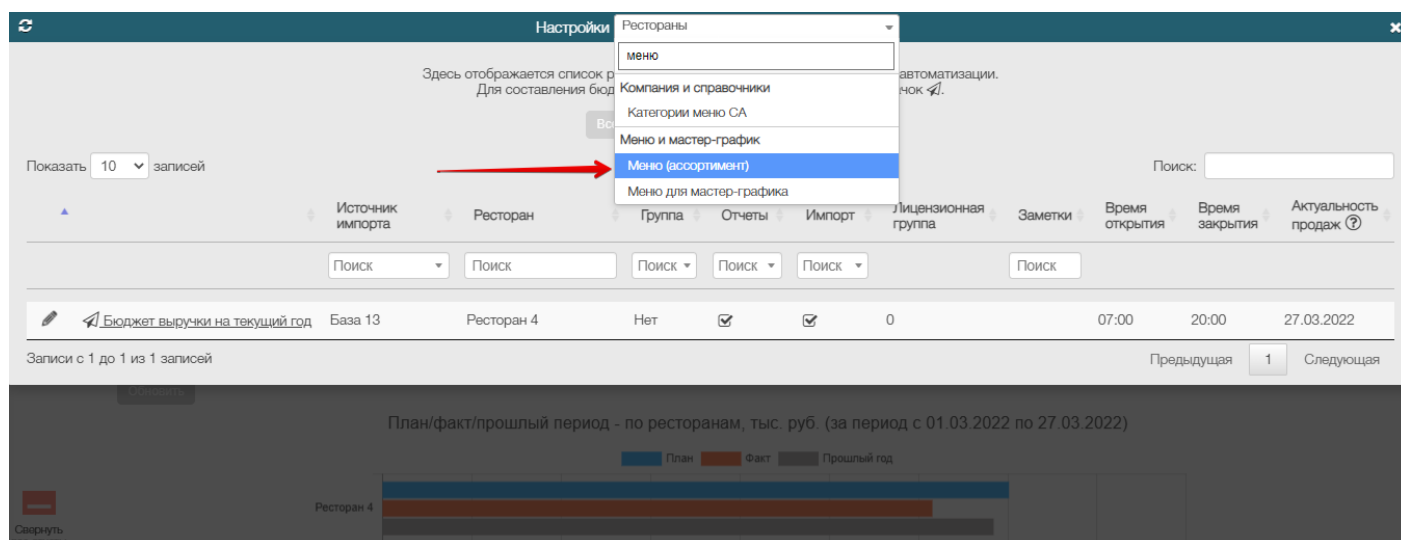 Настройки Рестораны
меню
Здесь отображается список р автоматизации.
Для составления бюд чок
Компания и справочники
Категории меню СА
Вс
Меню и мастер-график
Меню (ассортимент)
Меню для мастер-графика
Показать 10 записей
Поиск:
Источник импорта Ресторан Группа Отчеты Импорт Лицензионная группа Заметки Время открытия Время закрытия Актуальность продаж
Поиск Поиск Поиск Поиск Поиск Поиск
Бюджет выручки на текущий год База 13 Ресторан 4 Нет 0 07:00 20:00 27.03.2022
Записи с 1 до 1 из 1 записей
Предыдущая 1 Следующая
Обновить
План/факт/прошлый период - по ресторанам, тыс. руб. (за период с 01.03.2022 по 27.03.2022)
План Факт Прошлый год
Ресторан 4
Свернуть